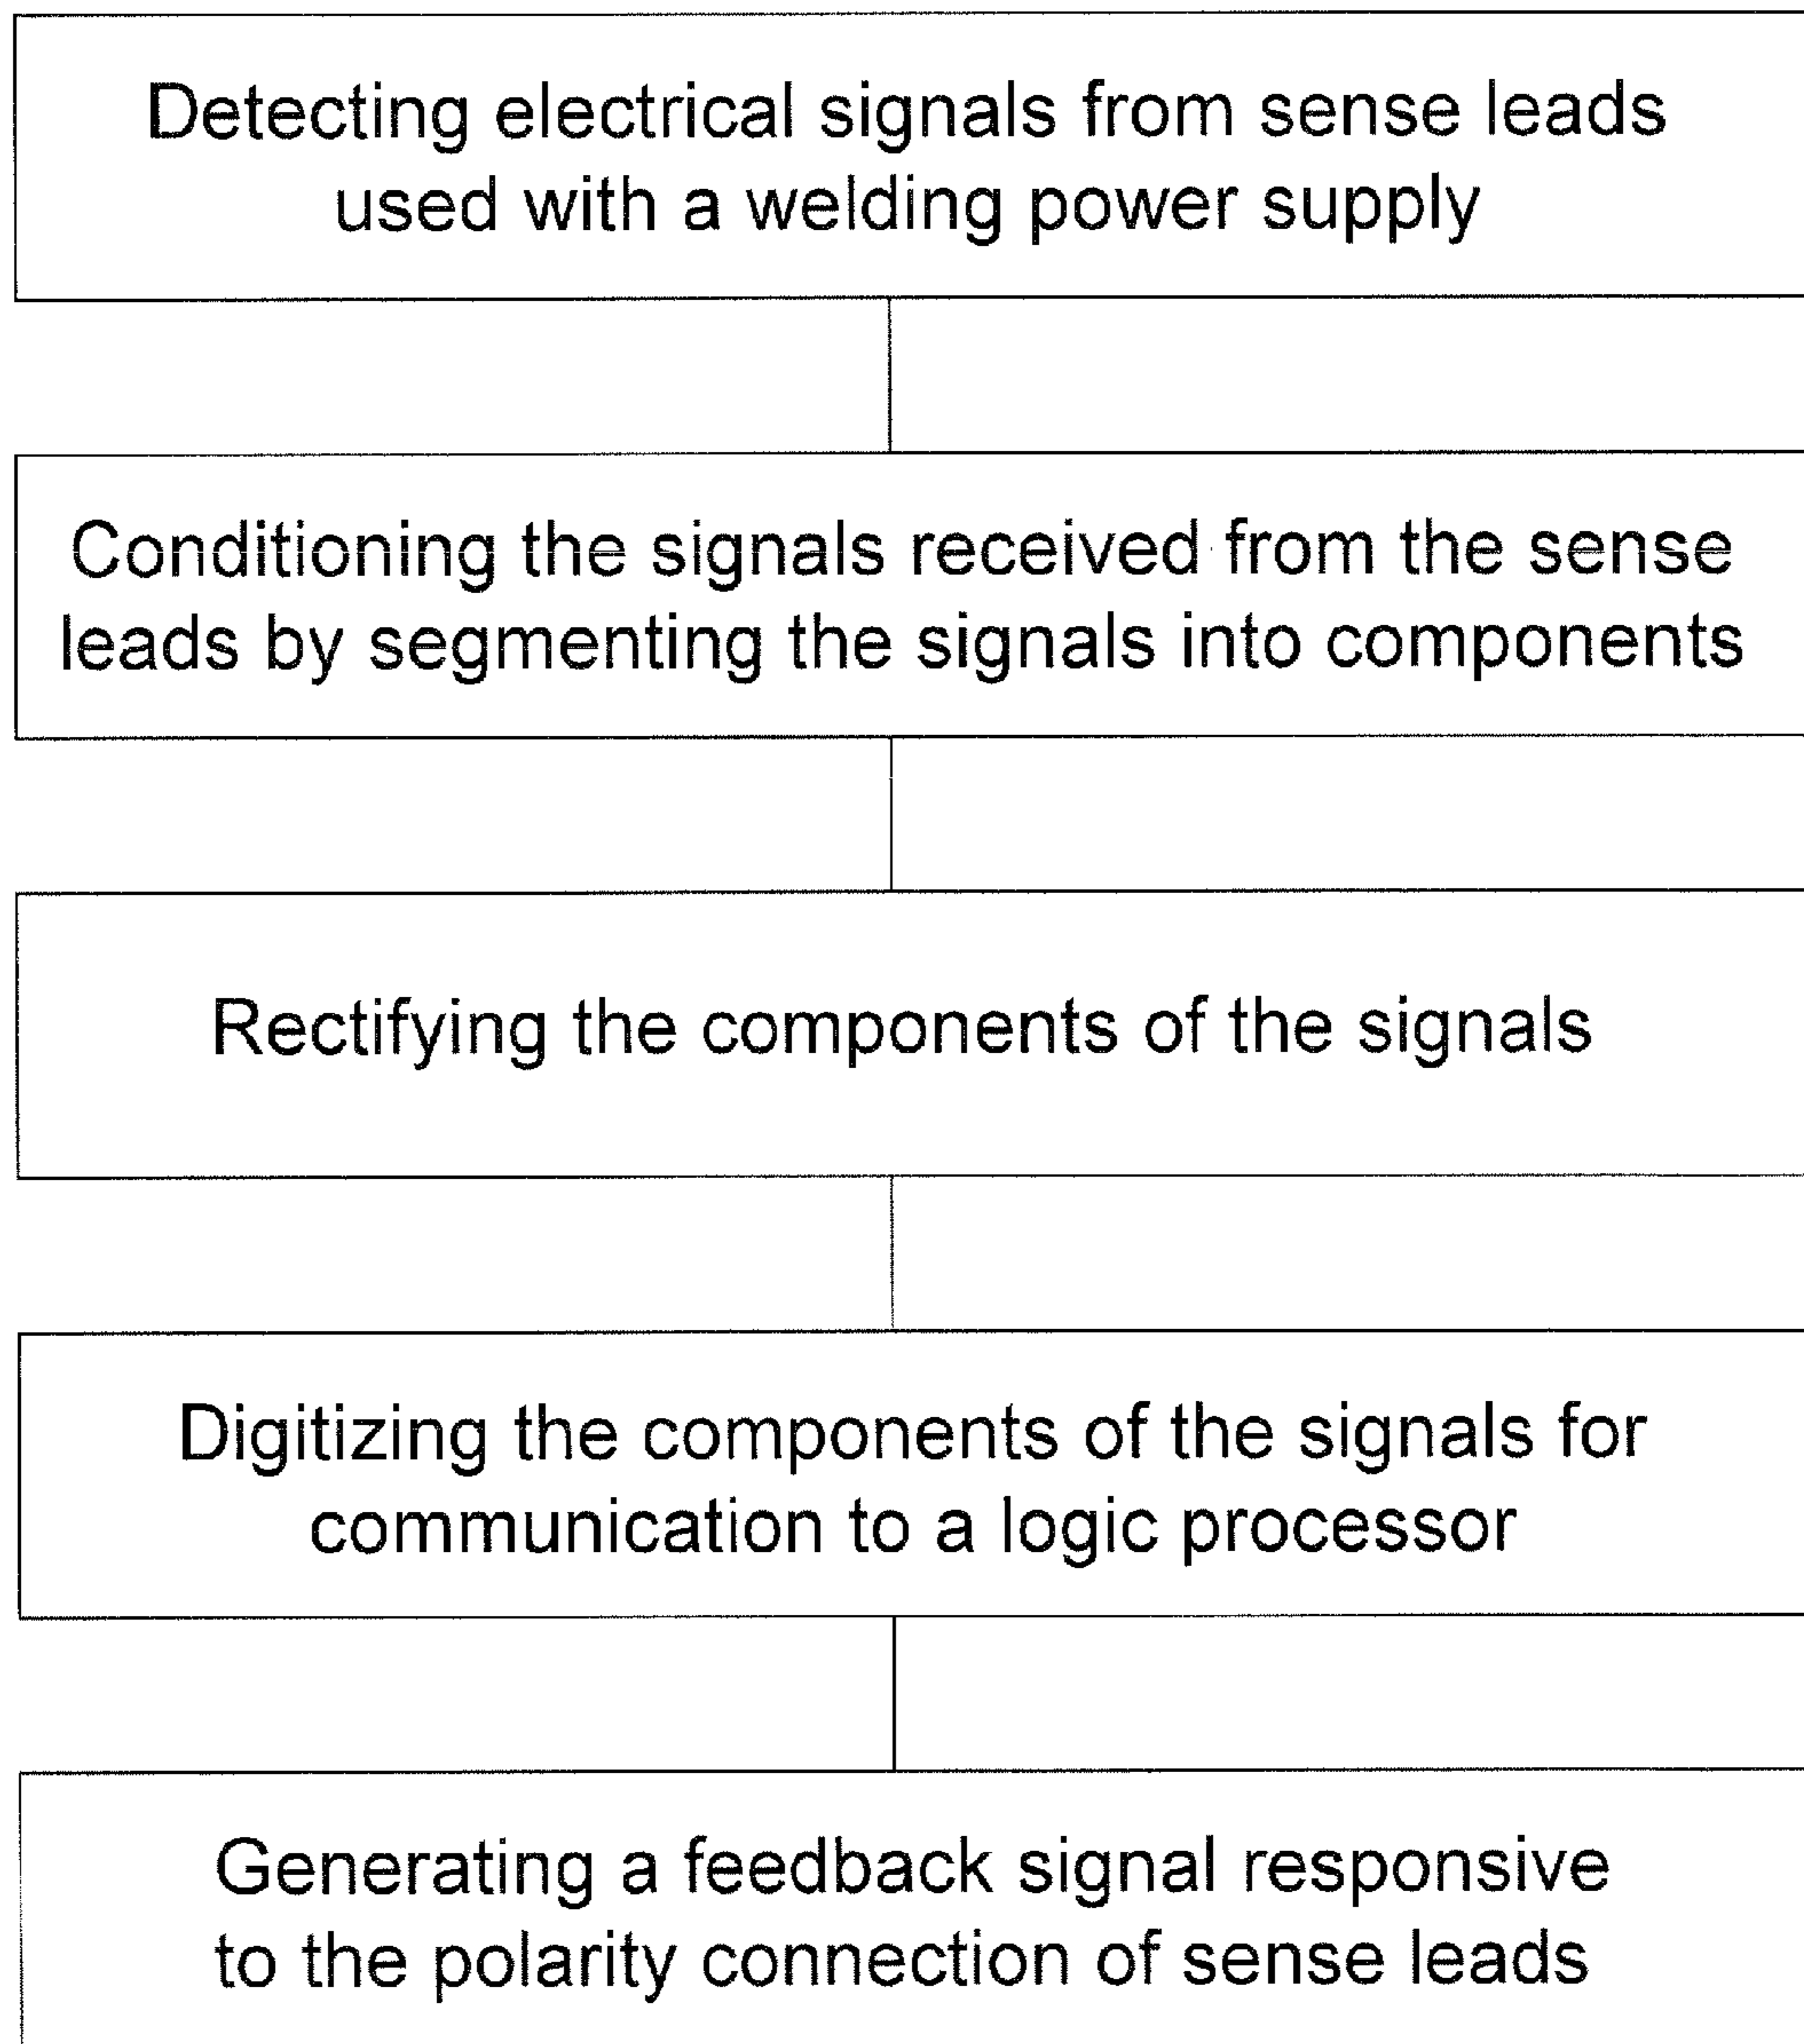 Detecting electrical signals from sense leads
used with a welding power supply
Conditioning the signals received from the sense
leads by segmenting the signals into components
Rectifying the components of the signals
Digitizing the components of the signals for
communication to a logic processor
Generating a feedback signal responsive
to the polarity connection of sense leads